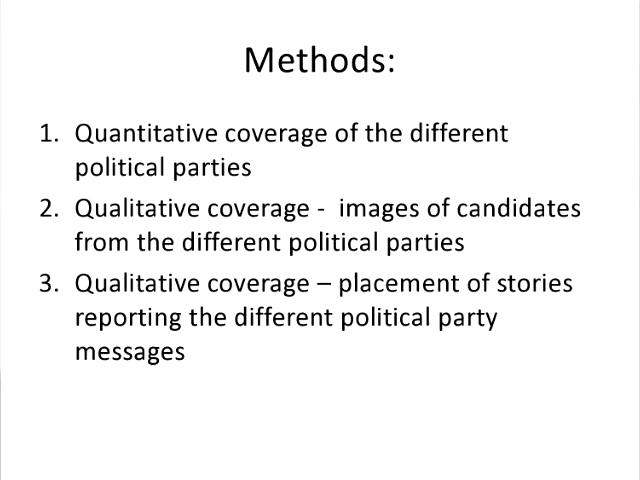 Methods:
1. Quantitative coverage of the different
political parties
2. Qualitative coverage -  images of candidates
from the different political parties
3. Qualitative coverage – placement of stories
reporting the different political party
messages